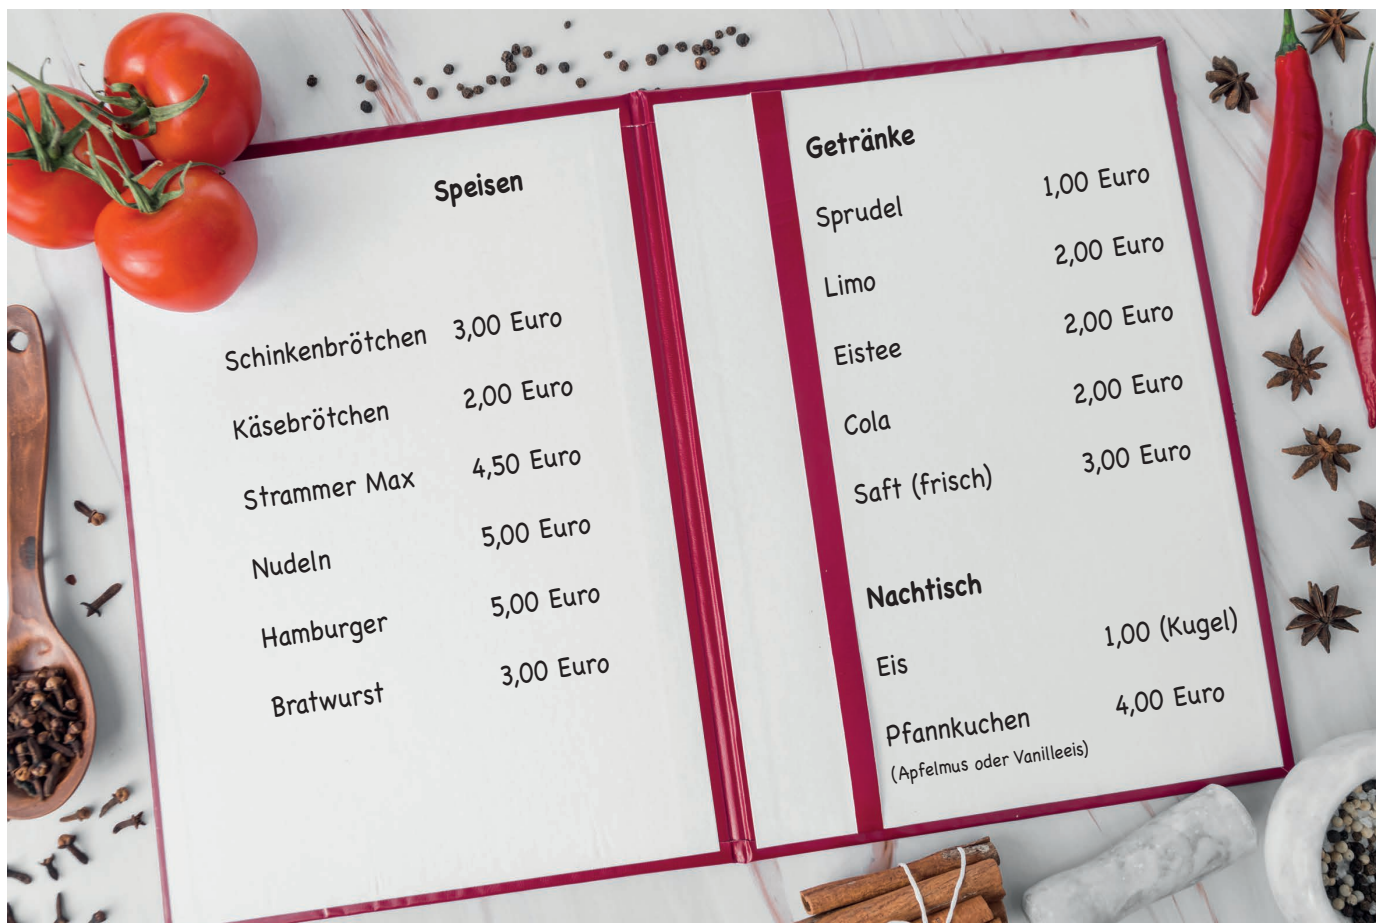 Speisen
Schinkenbrötchen 3,00 Euro
Käsebrötchen 2,00 Euro
Strammer Max 4,50 Euro
Nudeln 5,00 Euro
Hamburger 5,00 Euro
Bratwurst 3,00 Euro
Getränke
Sprudel 1,00 Euro
Limo 2,00 Euro
Eistee 2,00 Euro
Cola 2,00 Euro
Saft (frisch) 3,00 Euro
Nachtisch
Eis 1,00 (Kugel)
Pfannkuchen 4,00 Euro
(Apfelmus oder Vanilleeis)